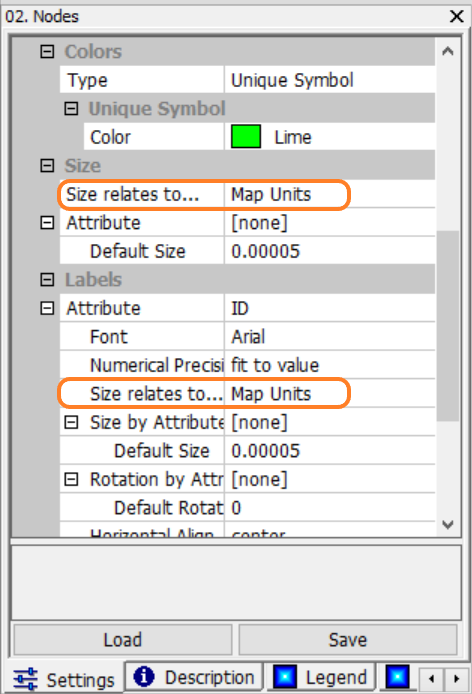 02. Nodes
Colors
Type Unique Symbol
Unique Symbol
Color Lime
Size
Size relates to... Map Units
Attribute [none]
Default Size 0.00005
Labels
Attribute ID
Font Arial
Numerical Precisi fit to value
Size relates to... Map Units
Size by Attribute [none]
Default Size 0.00005
Rotation by Attr [none]
Default Rotat 0
Horizontal Align center
Load Save
Settings Description Legend